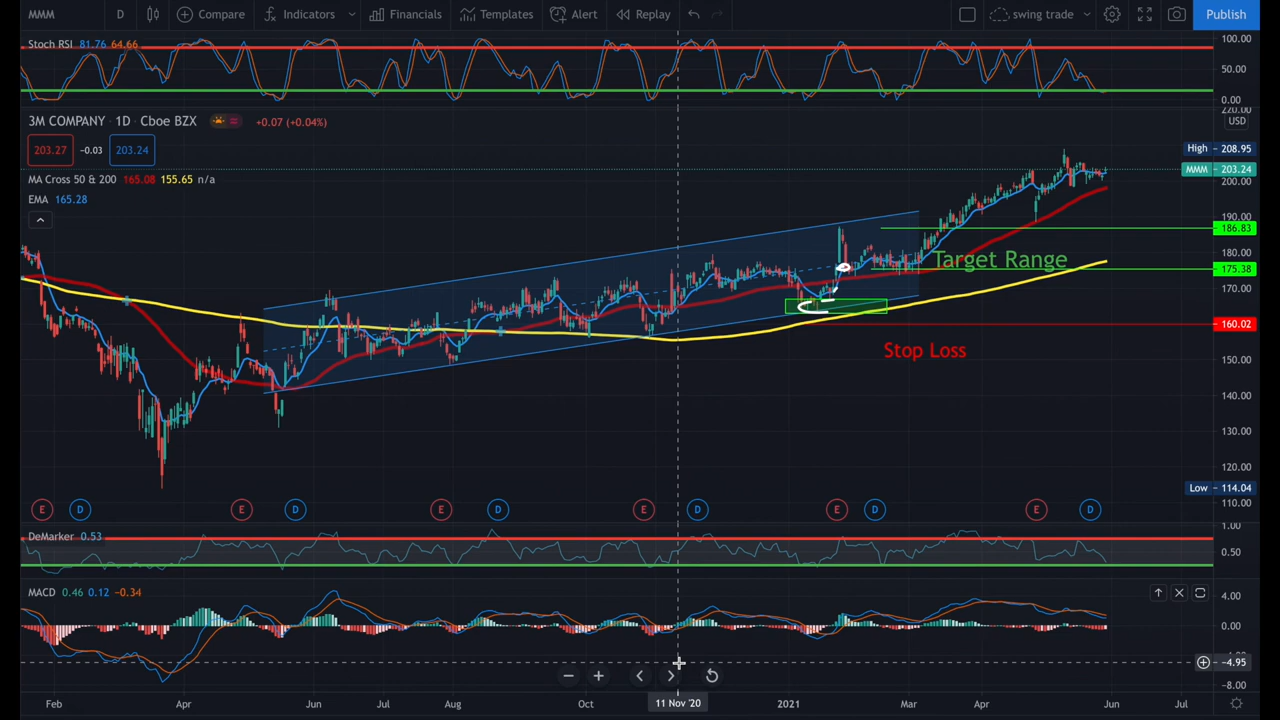 MMM D Compare Indicators Financials Templates Alert Replay swing trade Publish
Stoch RSI 81.76 64.66
100.00
50.00
0.00
3M COMPANY · 1D · Cboe BZX +0.07 (+0.04%)
USD
203.27 -0.03 203.24
High 208.95
MMM 203.24
MA Cross 50 & 200 165.08 155.65 n/a
200.00
EMA 165.28
190.00
186.83
180.00
Target Range
175.38
170.00
160.02
Stop Loss
150.00
140.00
130.00
120.00
Low 114.04
110.00
E D E D E D E D E D E D
1.00
DeMarker 0.53
0.50
MACD 0.46 0.12 −0.34
4.00
0.00
−4.95
−8.00
Feb Apr Jun Jul Aug Oct 11 Nov '20 2021 Mar Apr Jun Jul